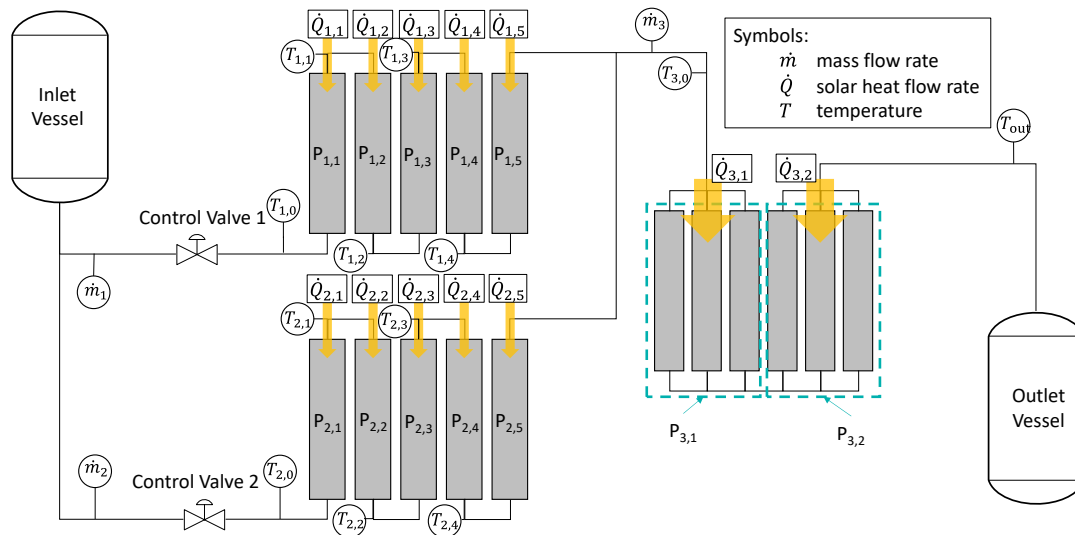 Q̇1,1 Q̇1,2 Q̇1,3 Q̇1,4 Q̇1,5
ṁ3
Symbols:
ṁ mass flow rate
Q̇ solar heat flow rate
T temperature
T1,1
T1,3
T3,0
Inlet
Vessel
Tout
P1,1 P1,2 P1,3 P1,4 P1,5
Q̇3,1 Q̇3,2
Control Valve 1
T1,0
T1,2
T1,4
ṁ1
Q̇2,1 Q̇2,2 Q̇2,3 Q̇2,4 Q̇2,5
T2,1
T2,3
P2,1 P2,2 P2,3 P2,4 P2,5
Outlet
Vessel
P3,1
P3,2
ṁ2
Control Valve 2
T2,0
T2,2
T2,4